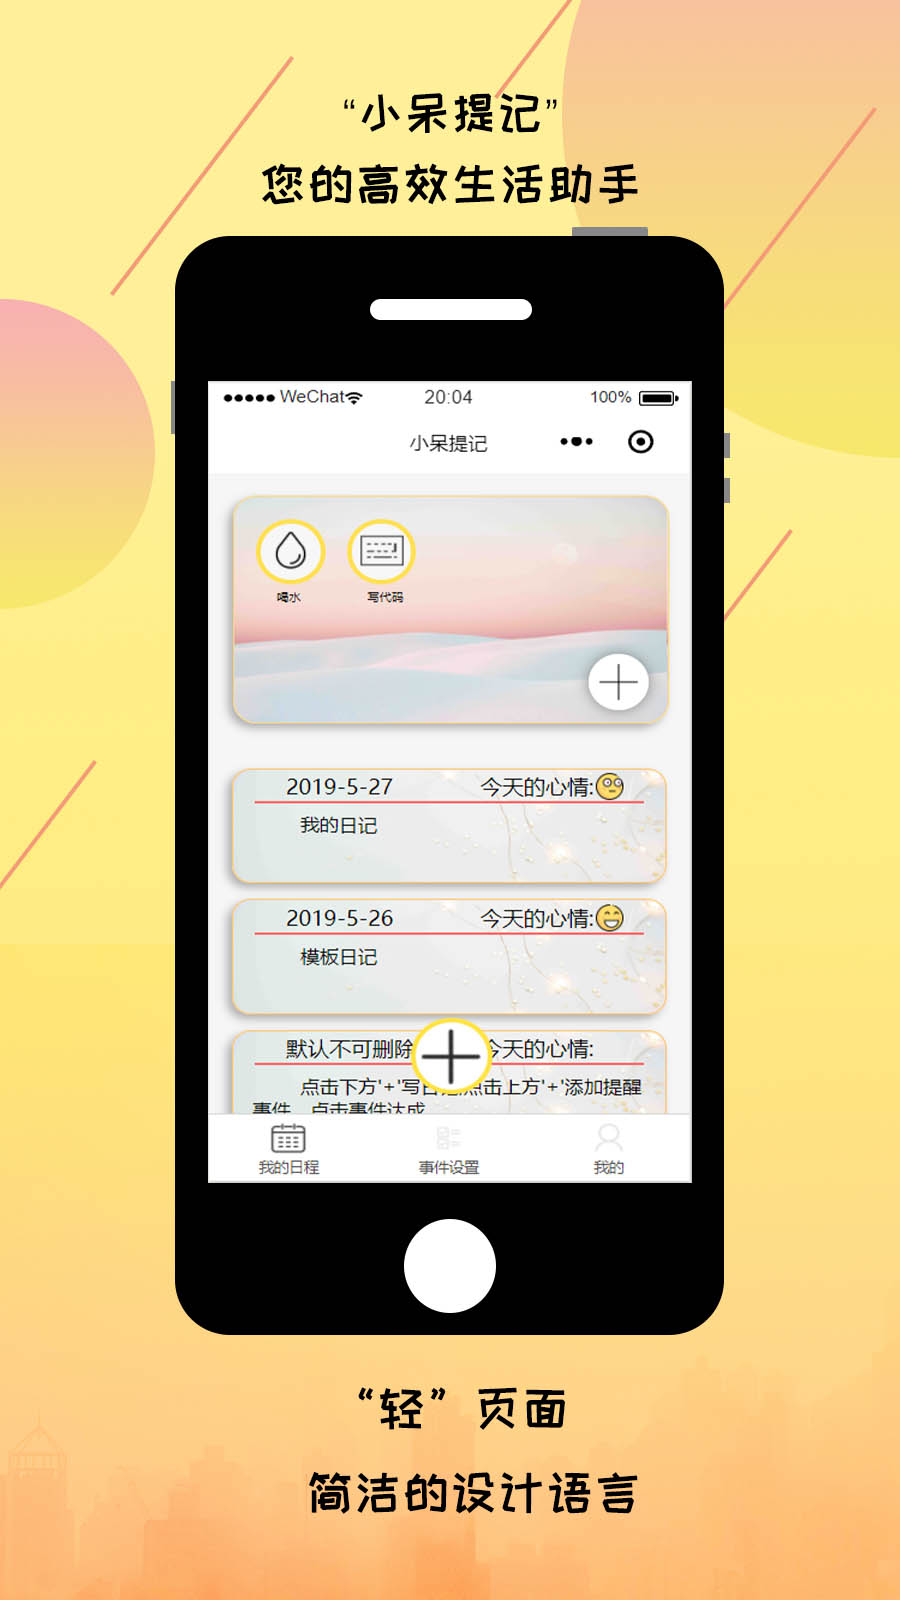 “小呆提记”
您的高效生活助手
WeChat 20:04 100%
小呆提记
喝水 写代码
2019-5-27 今天的心情:
我的日记
2019-5-26 今天的心情:
模板日记
默认不可删除 今天的心情:
点击下方'+'写日记,点击上方'+'添加提醒
事件,点击事件达成
我的日程 事件设置 我的
“轻”页面
简洁的设计语言